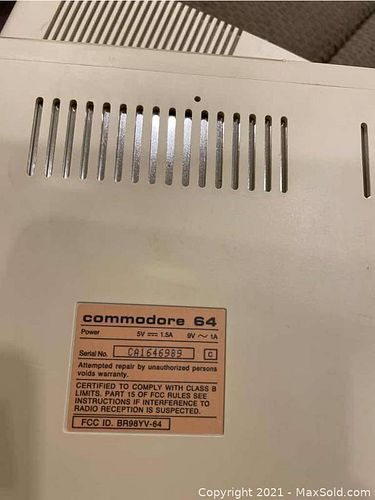 commodore 64
Power 5V ⎓ 1.5A 9V ∼ 1A
Serial No. CA1646989 C
Attempted repair by unauthorized persons
voids warranty.
CERTIFIED TO COMPLY WITH CLASS B
LIMITS, PART 15 OF FCC RULES SEE
INSTRUCTIONS IF INTERFERENCE TO
RADIO RECEPTION IS SUSPECTED.
FCC ID. BR98YV-64
Copyright © 2021 - MaxSold.com